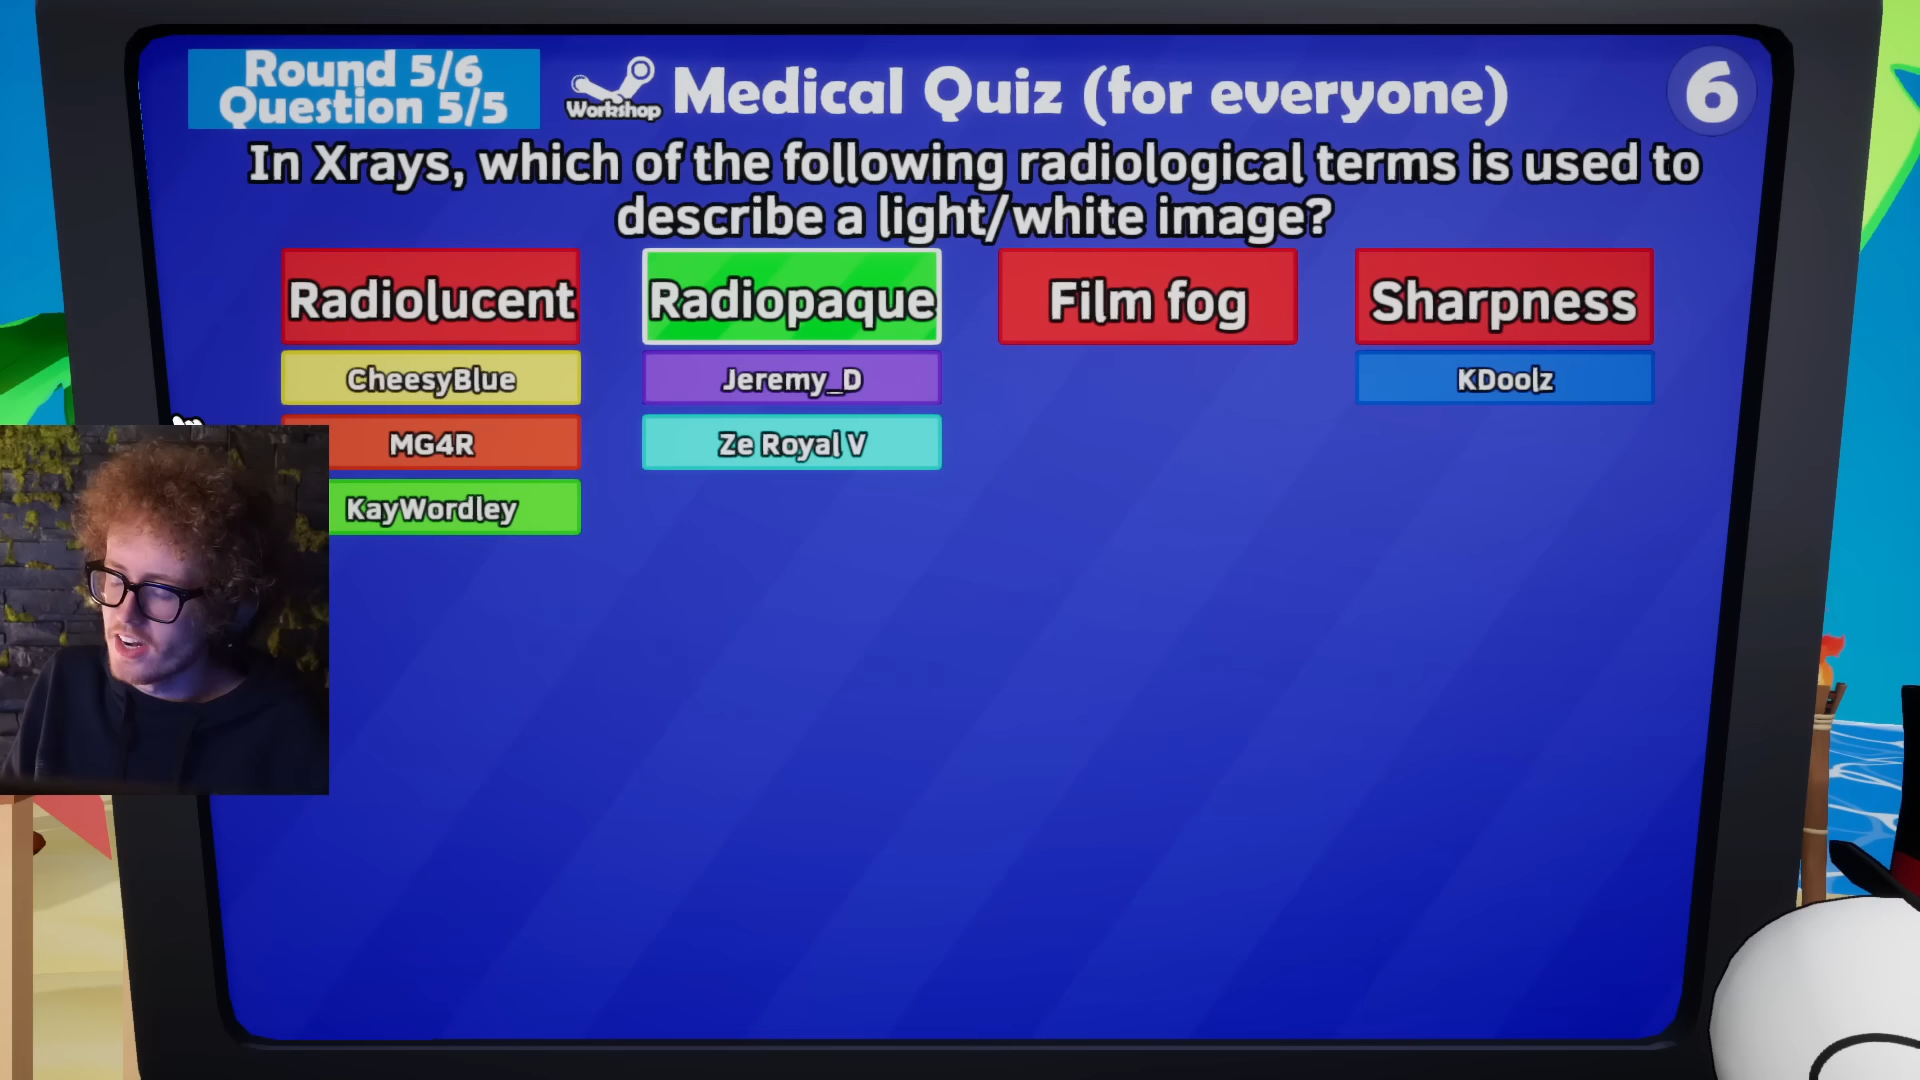 Round 5/6
Question 5/5
Workshop
Medical Quiz (for everyone)
6
In Xrays, which of the following radiological terms is used to
describe a light/white image?
Radiolucent
Radiopaque
Film fog
Sharpness
CheesyBlue
Jeremy_D
KDoolz
MG4R
Ze Royal V
KayWordley